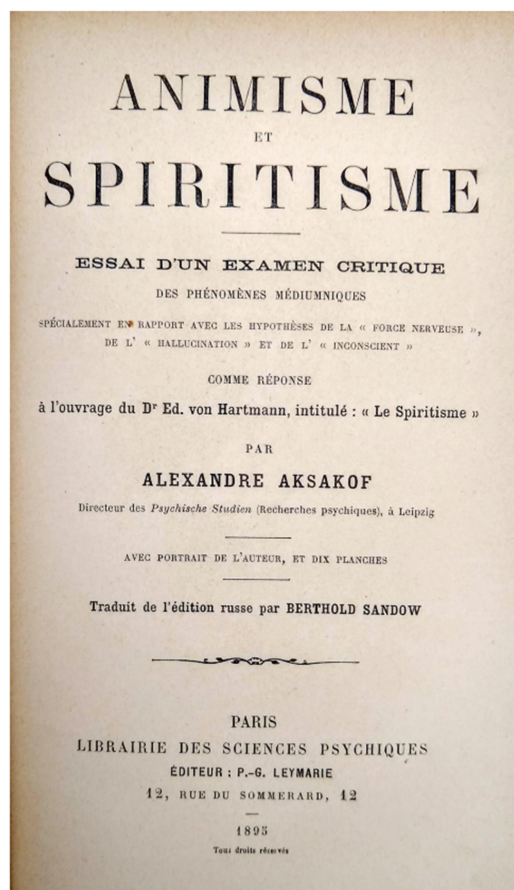 ANIMISME
ET
SPIRITISME
ESSAI D'UN EXAMEN CRITIQUE
DES PHÉNOMÈNES MÉDIUMNIQUES
SPÉCIALEMENT EN RAPPORT AVEC LES HYPOTHÈSES DE LA « FORCE NERVEUSE »,
DE L' « HALLUCINATION » ET DE L' « INCONSCIENT »
COMME RÉPONSE
à l'ouvrage du Dr Ed. von Hartmann, intitulé : « Le Spiritisme »
PAR
ALEXANDRE AKSAKOF
Directeur des Psychische Studien (Recherches psychiques), à Leipzig
AVEC PORTRAIT DE L'AUTEUR, ET DIX PLANCHES
Traduit de l'édition russe par BERTHOLD SANDOW
PARIS
LIBRAIRIE DES SCIENCES PSYCHIQUES
ÉDITEUR : P.-G. LEYMARIE
12, RUE DU SOMMERARD, 12
1895
Tous droits réservés